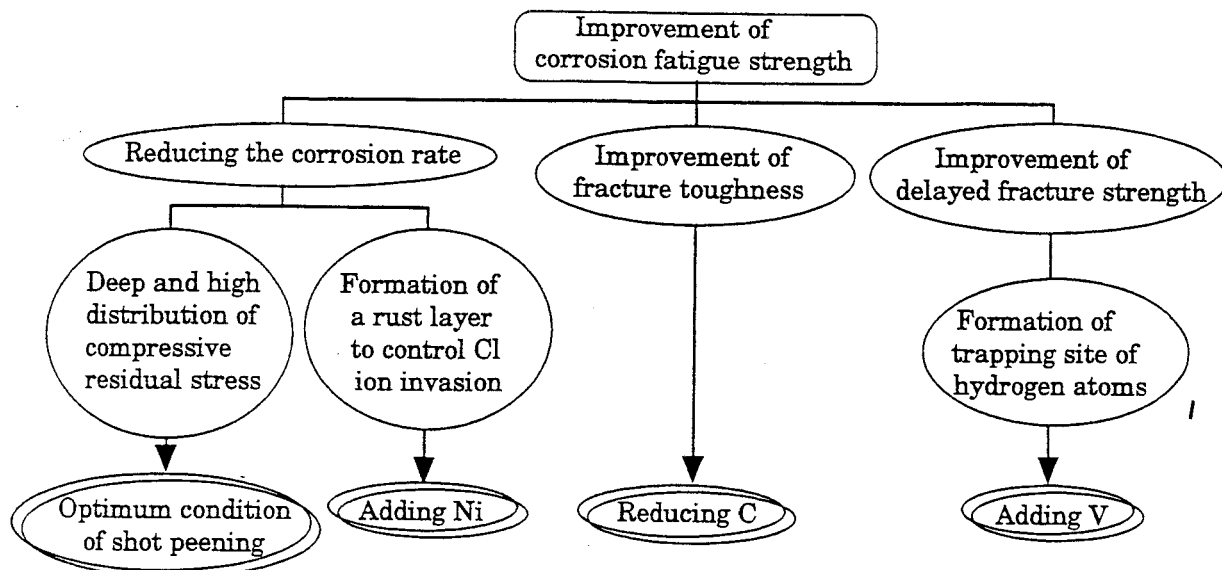 Improvement of
corrosion fatigue strength
Reducing the corrosion rate
Improvement of
fracture toughness
Improvement of
delayed fracture strength
Deep and high
distribution of
compressive
residual stress
Formation of
a rust layer
to control Cl
ion invasion
Formation of
trapping site of
hydrogen atoms
Optimum condition
of shot peening
Adding Ni
Reducing C
Adding V